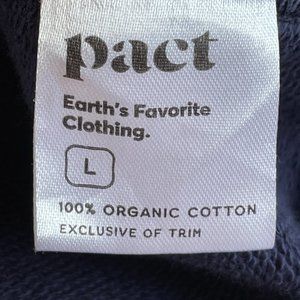 pact
Earth's Favorite
Clothing.
L
100% ORGANIC COTTON
EXCLUSIVE OF TRIM